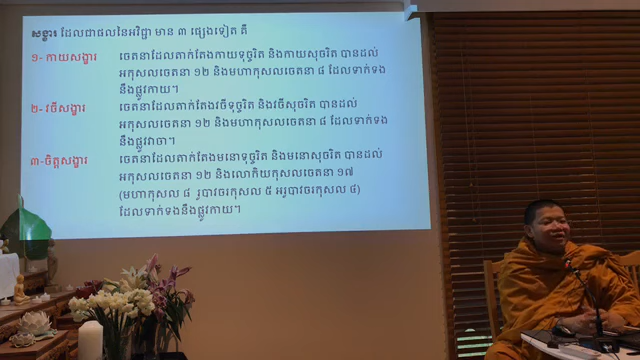 សង្ខារ ដែលជាផលនៃអវិជ្ជា មាន ៣ ផ្សេងទៀត គឺ
១- កាយសង្ខារ ចេតនាដែលតាក់តែងកាយទុច្ចរិត និងកាយសុចរិត បានដល់
អកុសលចេតនា ១២ និងមហាកុសលចេតនា ៨ ដែលទាក់ទង
នឹងផ្លូវកាយ។
២- វចីសង្ខារ ចេតនាដែលតាក់តែងវចីទុច្ចរិត និងវចីសុចរិត បានដល់
អកុសលចេតនា ១២ និងមហាកុសលចេតនា ៨ ដែលទាក់ទង
នឹងផ្លូវវាចា។
៣-ចិត្តសង្ខារ ចេតនាដែលតាក់តែងមនោទុច្ចរិត និងមនោសុចរិត បានដល់
អកុសលចេតនា ១២ និងលោកិយកុសលចេតនា ១៧
(មហាកុសល ៨ រូបាវចរកុសល ៥ អរូបាវចរកុសល ៤)
ដែលទាក់ទងនឹងផ្លូវកាយ។